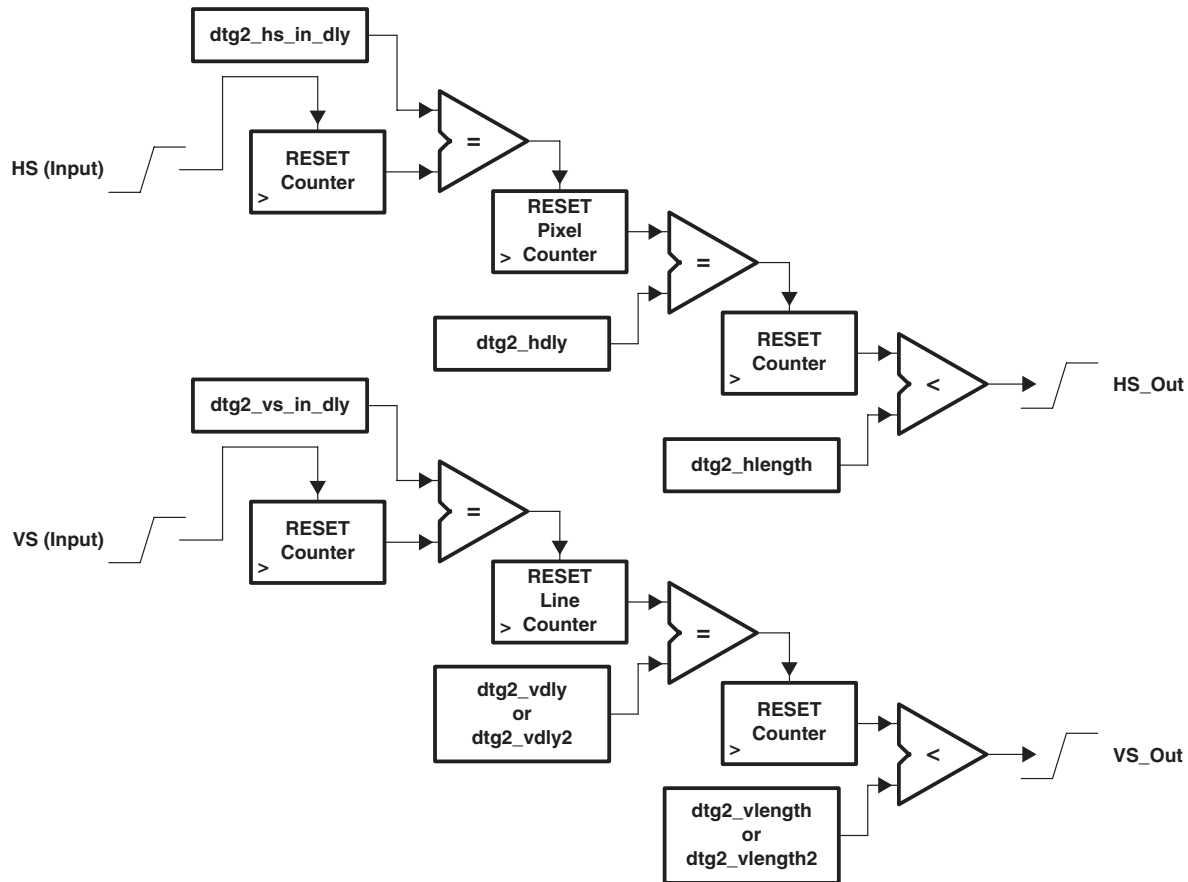 dtg2_hs_in_dly
HS (Input)
RESET
Counter
>
=
RESET
Pixel
Counter
>
=
dtg2_hdly
RESET
Counter
>
<
HS_Out
dtg2_hlength
dtg2_vs_in_dly
VS (Input)
RESET
Counter
>
=
RESET
Line
Counter
>
=
dtg2_vdly
or
dtg2_vdly2
RESET
Counter
>
<
VS_Out
dtg2_vlength
or
dtg2_vlength2